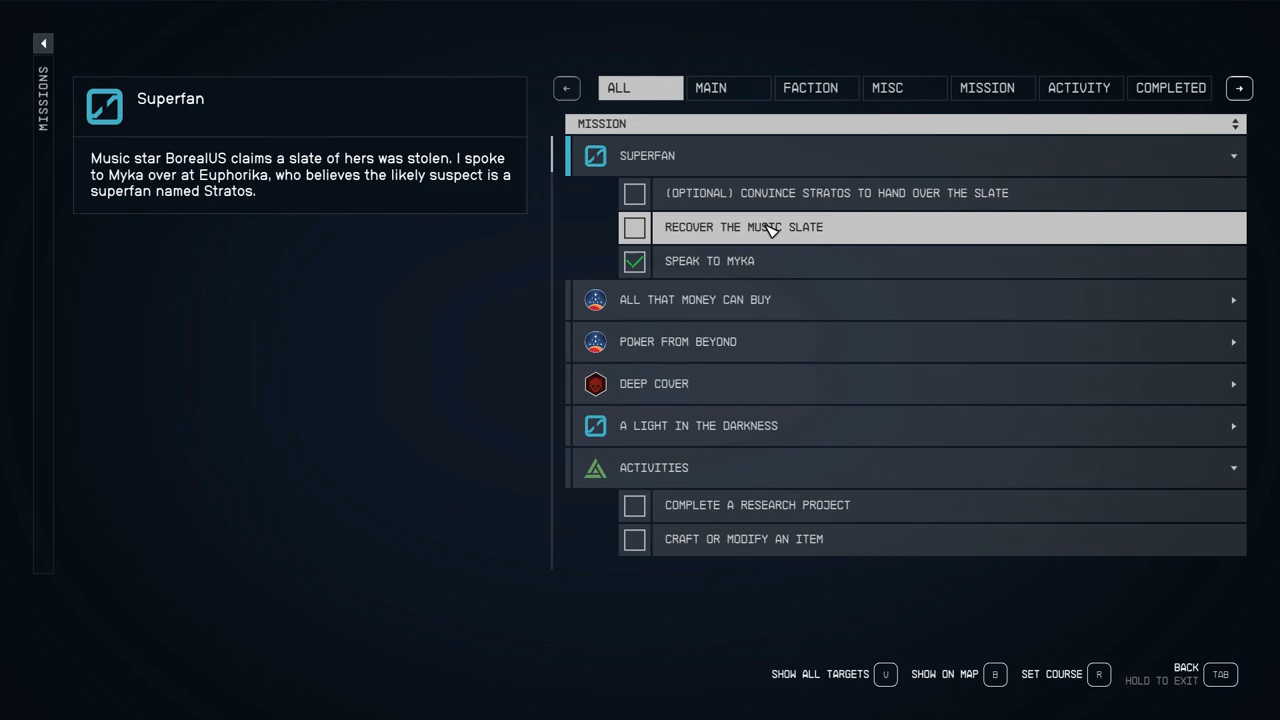 MISSIONS
Superfan
Music star BorealUS claims a slate of hers was stolen. I spoke
to Myka over at Euphorika, who believes the likely suspect is a
superfan named Stratos.
ALL MAIN FACTION MISC MISSION ACTIVITY COMPLETED
MISSION
SUPERFAN
(OPTIONAL) CONVINCE STRATOS TO HAND OVER THE SLATE
RECOVER THE MUSIC SLATE
SPEAK TO MYKA
ALL THAT MONEY CAN BUY
POWER FROM BEYOND
DEEP COVER
A LIGHT IN THE DARKNESS
ACTIVITIES
COMPLETE A RESEARCH PROJECT
CRAFT OR MODIFY AN ITEM
SHOW ALL TARGETS V SHOW ON MAP B SET COURSE R BACK TAB
HOLD TO EXIT